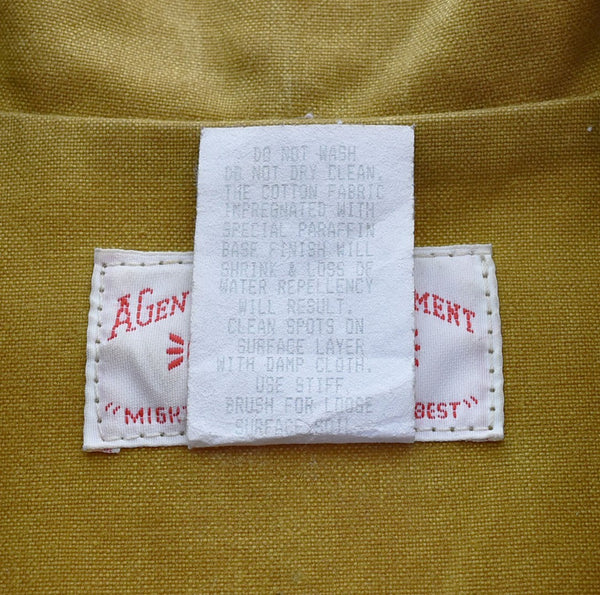 DO NOT WASH
DO NOT DRY CLEAN.
THE COTTON FABRIC
IMPREGNATED WITH
SPECIAL PARAFFIN
BASE FINISH WILL
SHRINK & LOSS OF
WATER REPELLENCY
WILL RESULT.
CLEAN SPOTS ON
SURFACE LAYER
WITH DAMP CLOTH.
USE STIFF
BRUSH FOR LOOSE
SURFACE
AGEN MENT
"MIGH BEST"